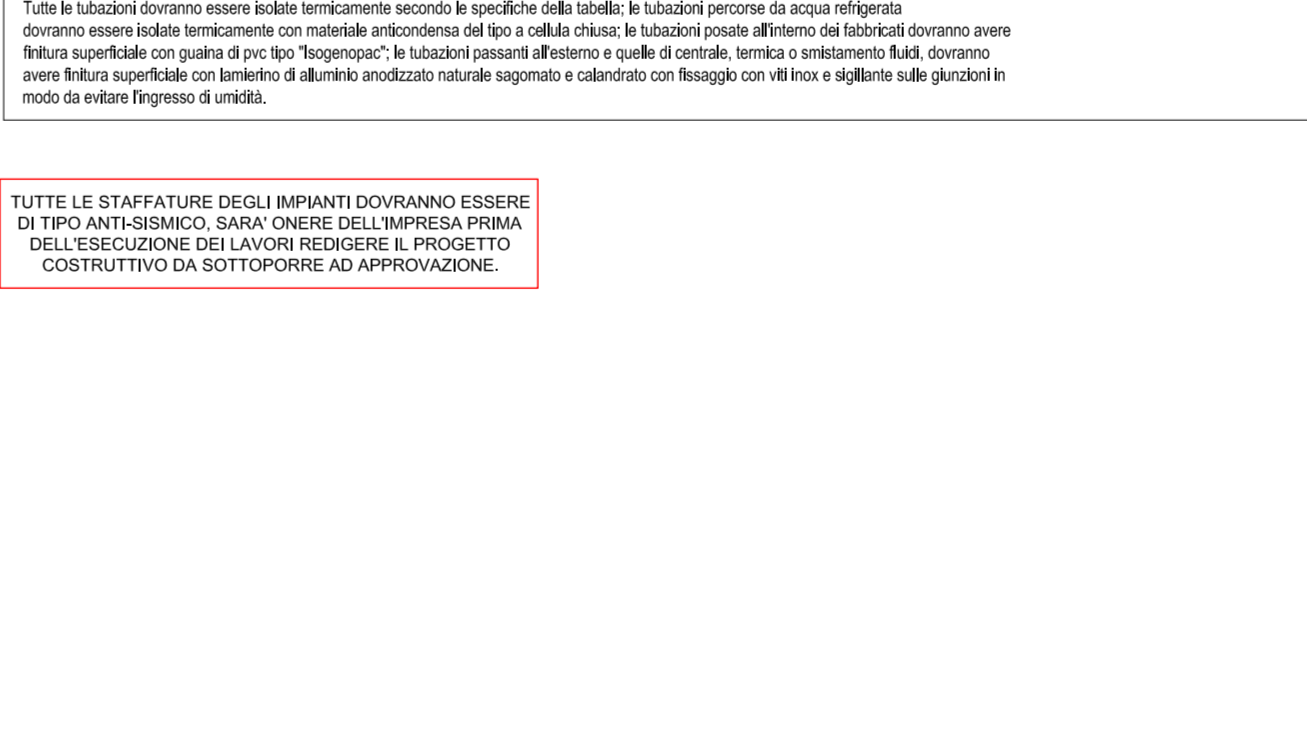 Tutte le tubazioni dovranno essere isolate termicamente secondo le specifiche della tabella; le tubazioni percorse da acqua refrigerata
dovranno essere isolate termicamente con materiale anticondensa del tipo a cellula chiusa; le tubazioni posate all'interno dei fabbricati dovranno avere
finitura superficiale con guaina di pvc tipo "Isogenopac"; le tubazioni passanti all'esterno e quelle di centrale, termica o smistamento fluidi, dovranno
avere finitura superficiale con lamierino di alluminio anodizzato naturale sagomato e calandrato con fissaggio con viti inox e sigillante sulle giunzioni in
modo da evitare l'ingresso di umidità.
TUTTE LE STAFFATURE DEGLI IMPIANTI DOVRANNO ESSERE
DI TIPO ANTI-SISMICO, SARA' ONERE DELL'IMPRESA PRIMA
DELL'ESECUZIONE DEI LAVORI REDIGERE IL PROGETTO
COSTRUTTIVO DA SOTTOPORRE AD APPROVAZIONE.